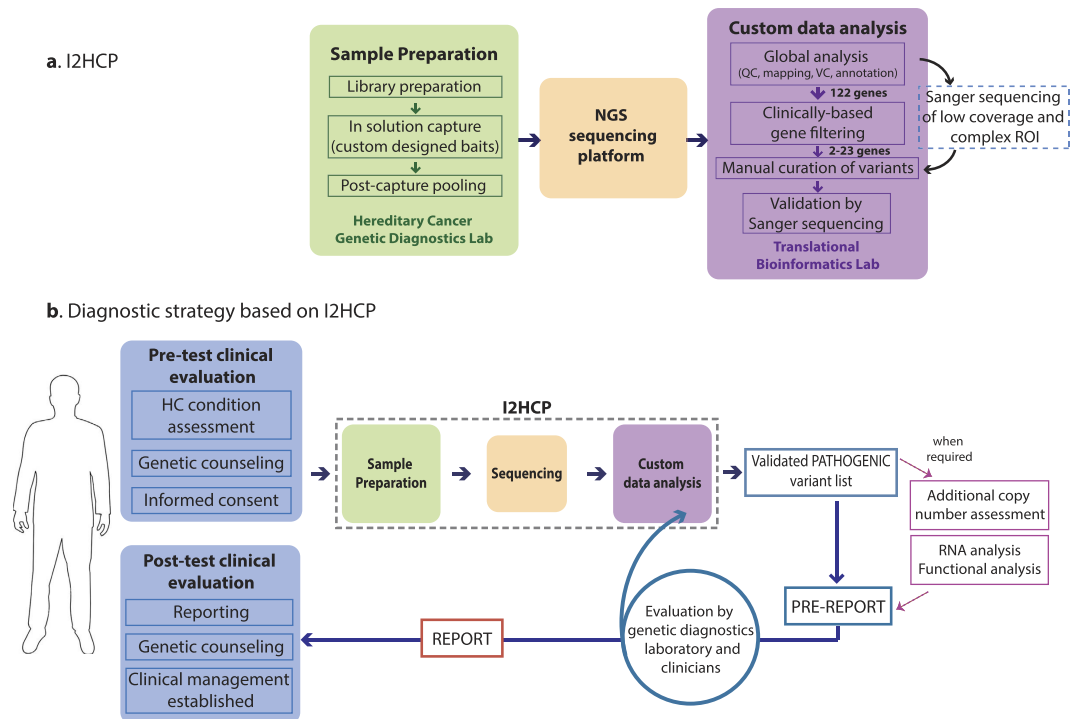 a. I2HCP
Sample Preparation
Library preparation
In solution capture
(custom designed baits)
Post-capture pooling
Hereditary Cancer
Genetic Diagnostics Lab
NGS
sequencing
platform
Custom data analysis
Global analysis
(QC, mapping, VC, annotation)
122 genes
Clinically-based
gene filtering
2-23 genes
Manual curation of variants
Validation by
Sanger sequencing
Translational
Bioinformatics Lab
Sanger sequencing
of low coverage and
complex ROI
b. Diagnostic strategy based on I2HCP
Pre-test clinical
evaluation
HC condition
assessment
Genetic counseling
Informed consent
I2HCP
Sample
Preparation
Sequencing
Custom
data analysis
Validated PATHOGENIC
variant list
when
required
Additional copy
number assessment
RNA analysis
Functional analysis
PRE-REPORT
Evaluation by
genetic diagnostics
laboratory and
clinicians
REPORT
Post-test clinical
evaluation
Reporting
Genetic counseling
Clinical management
established